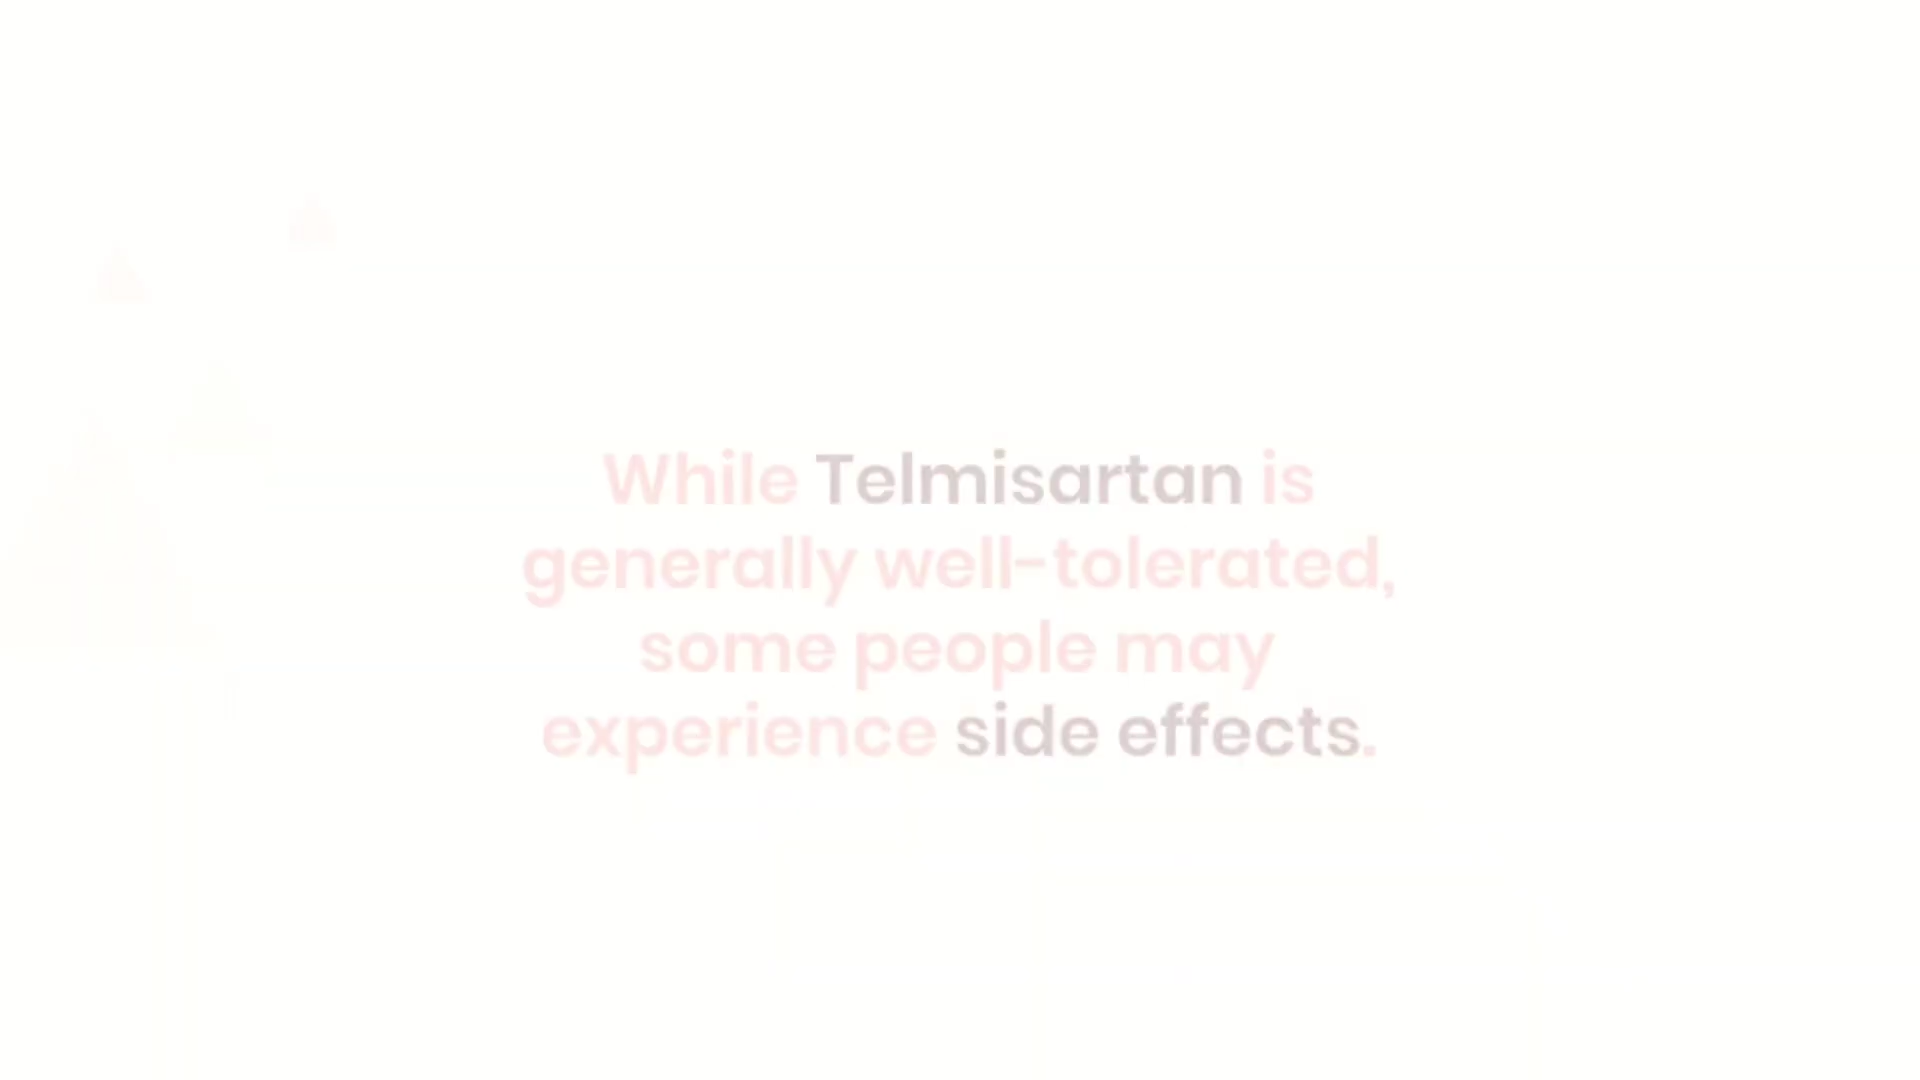 While Telmisartan is
generally well-tolerated,
some people may
experience side effects.